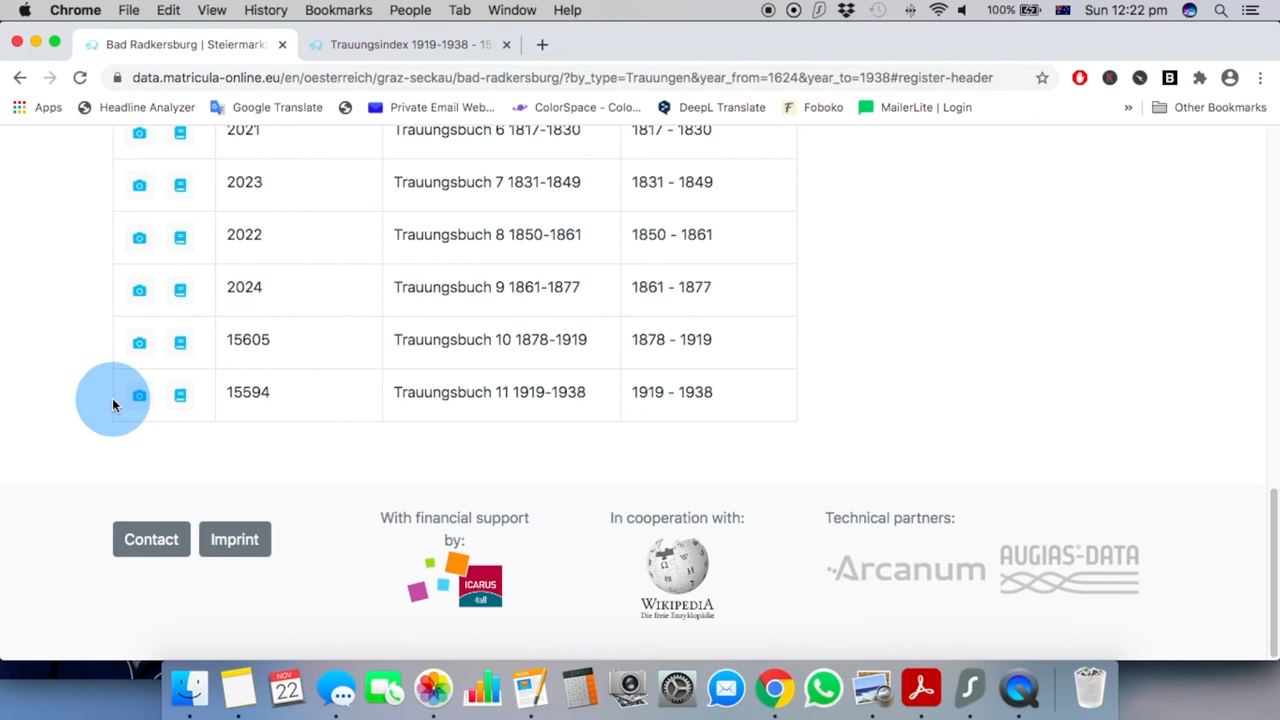 Chrome File Edit View History Bookmarks People Tab Window Help 100% Sun 12:22 pm
Bad Radkersburg | Steiermark: Trauungsindex 1919-1938 - 15
data.matricula-online.eu/en/oesterreich/graz-seckau/bad-radkersburg/?by_type=Trauungen&year_from=1624&year_to=1938#register-header
Apps Headline Analyzer Google Translate Private Email Web... ColorSpace - Colo... DeepL Translate Foboko MailerLite | Login » Other Bookmarks
2021 Trauungsbuch 6 1817-1830 1817 - 1830
2023 Trauungsbuch 7 1831-1849 1831 - 1849
2022 Trauungsbuch 8 1850-1861 1850 - 1861
2024 Trauungsbuch 9 1861-1877 1861 - 1877
15605 Trauungsbuch 10 1878-1919 1878 - 1919
15594 Trauungsbuch 11 1919-1938 1919 - 1938
Contact Imprint
With financial support
by:
ICARUS
4all
In cooperation with:
WIKIPEDIA
Die freie Enzyklopädie
Technical partners:
Arcanum
AUGIAS-DATA
NOV
22